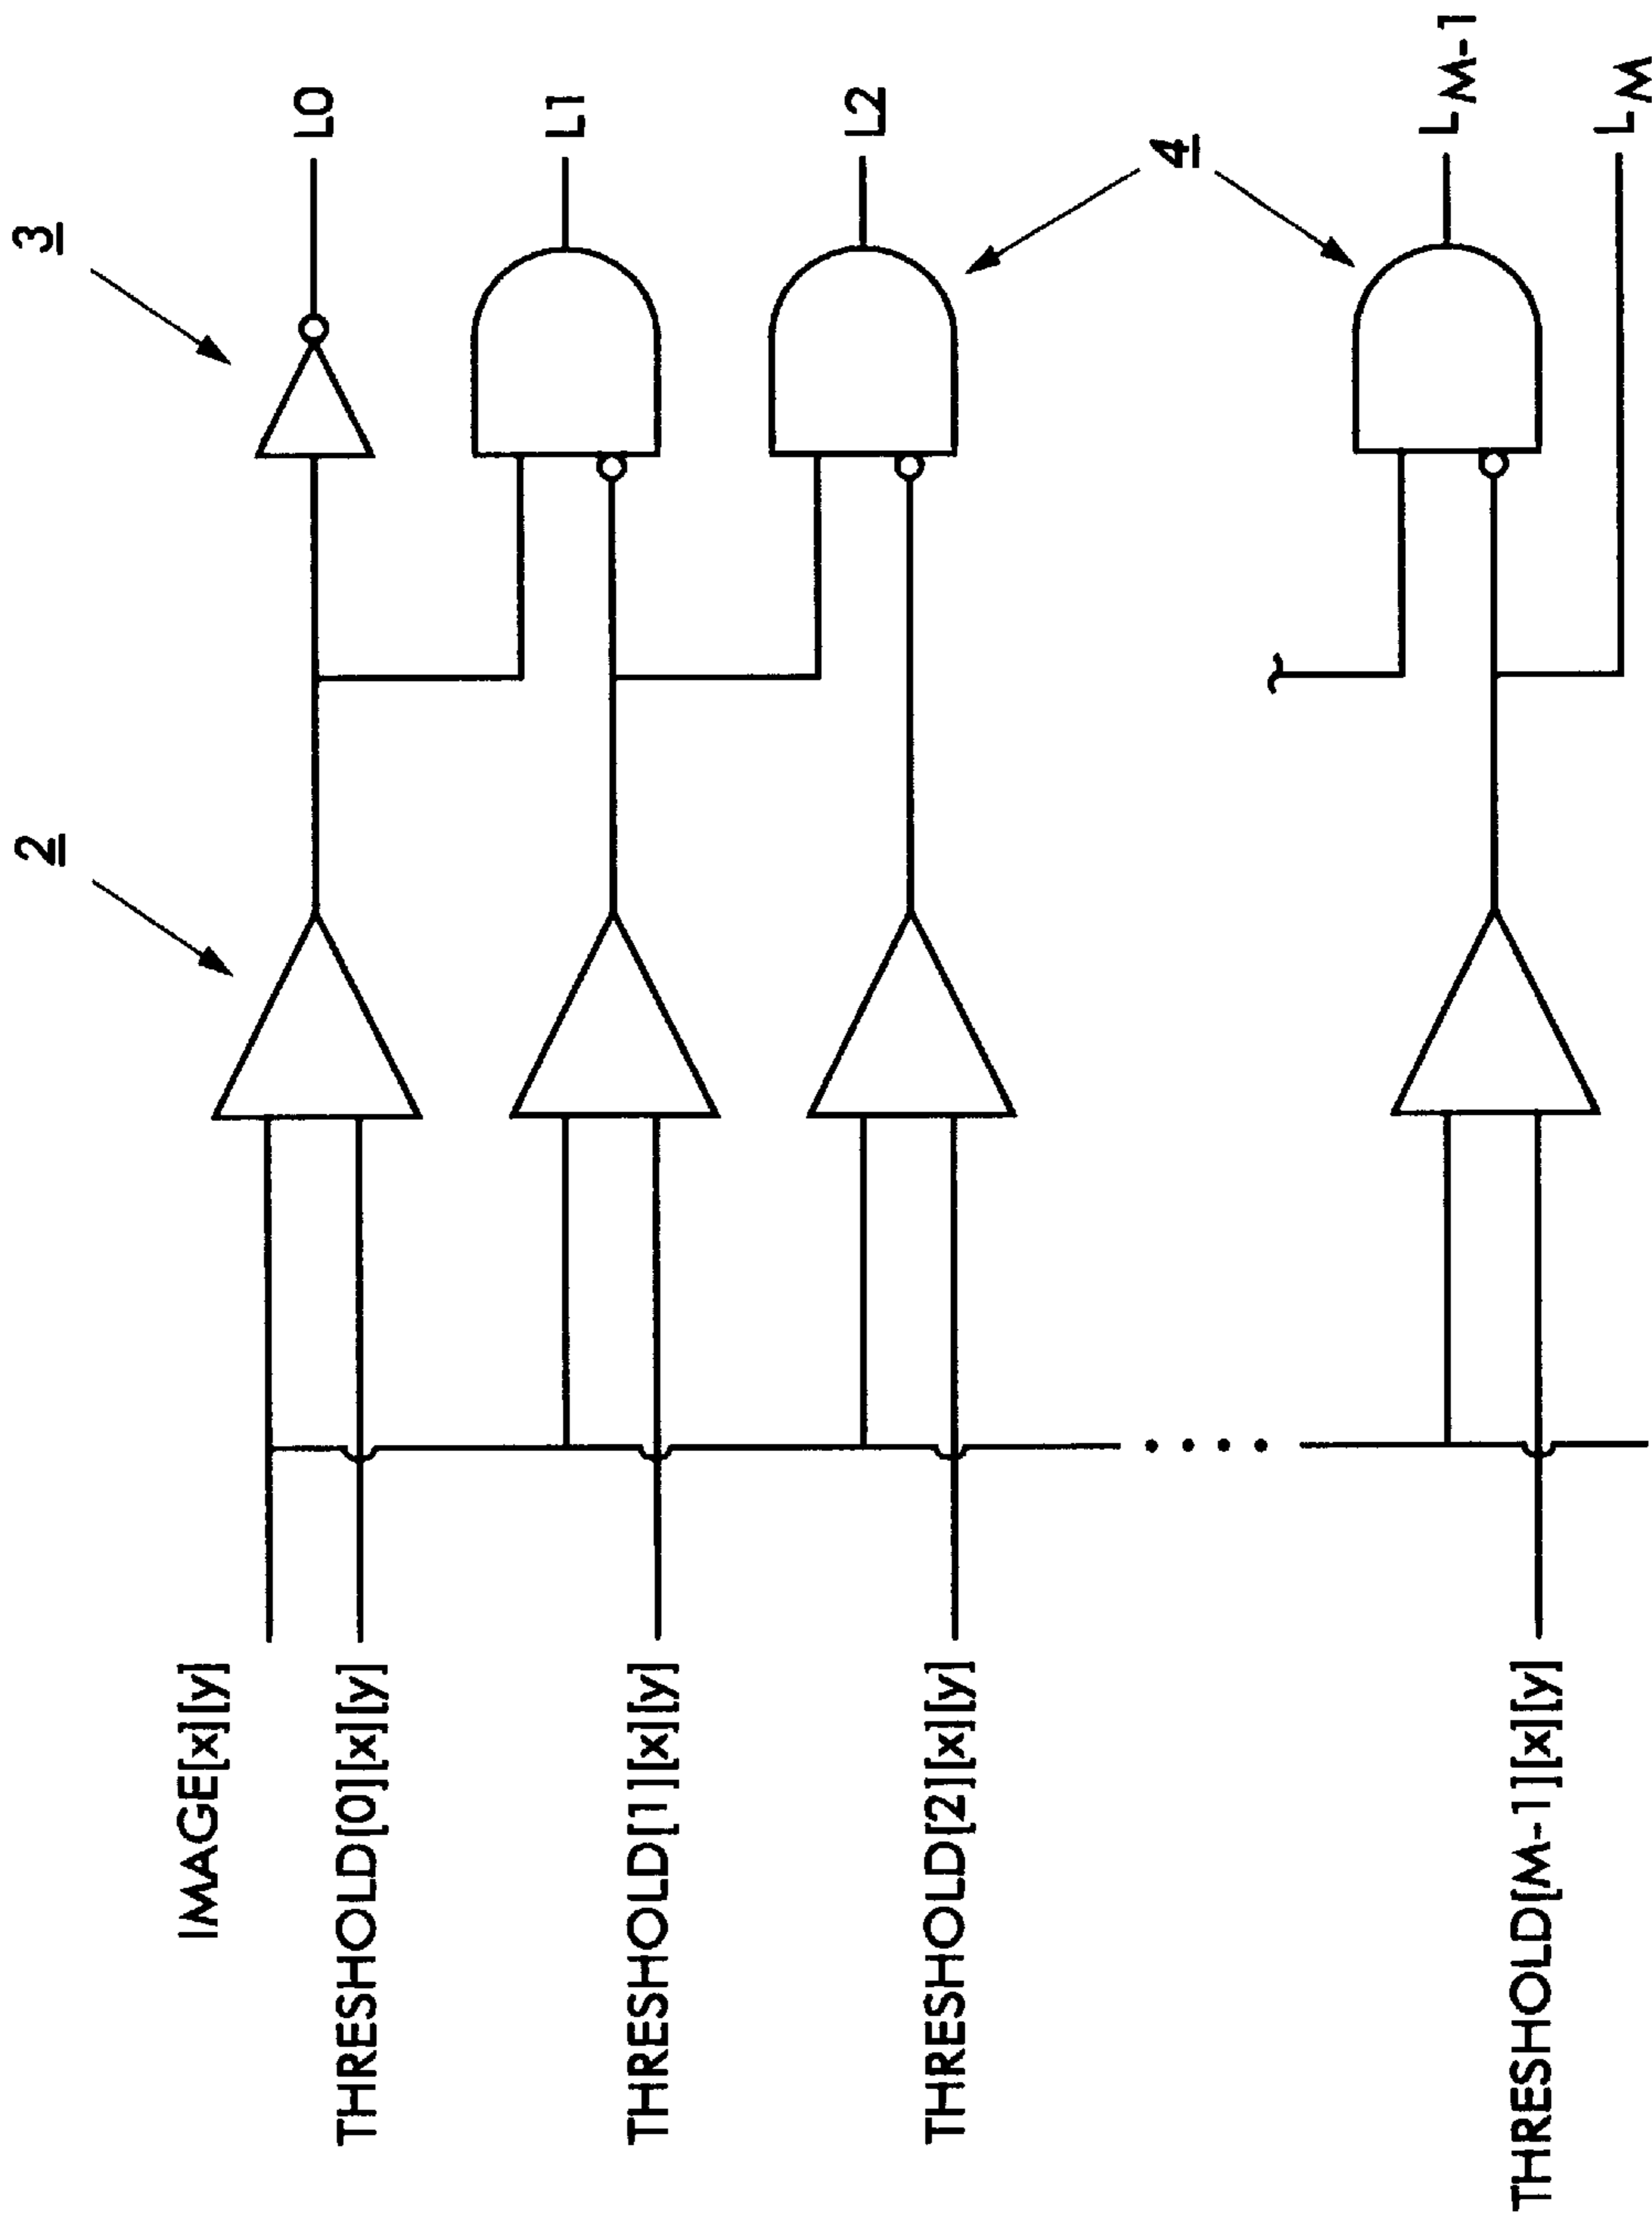 2
3
IMAGE[x][y]
L0
THRESHOLD[0][x][y]
L1
THRESHOLD[1][x][y]
L2
THRESHOLD[2][x][y]
4
LM-1
THRESHOLD[M-1][x][y]
LM